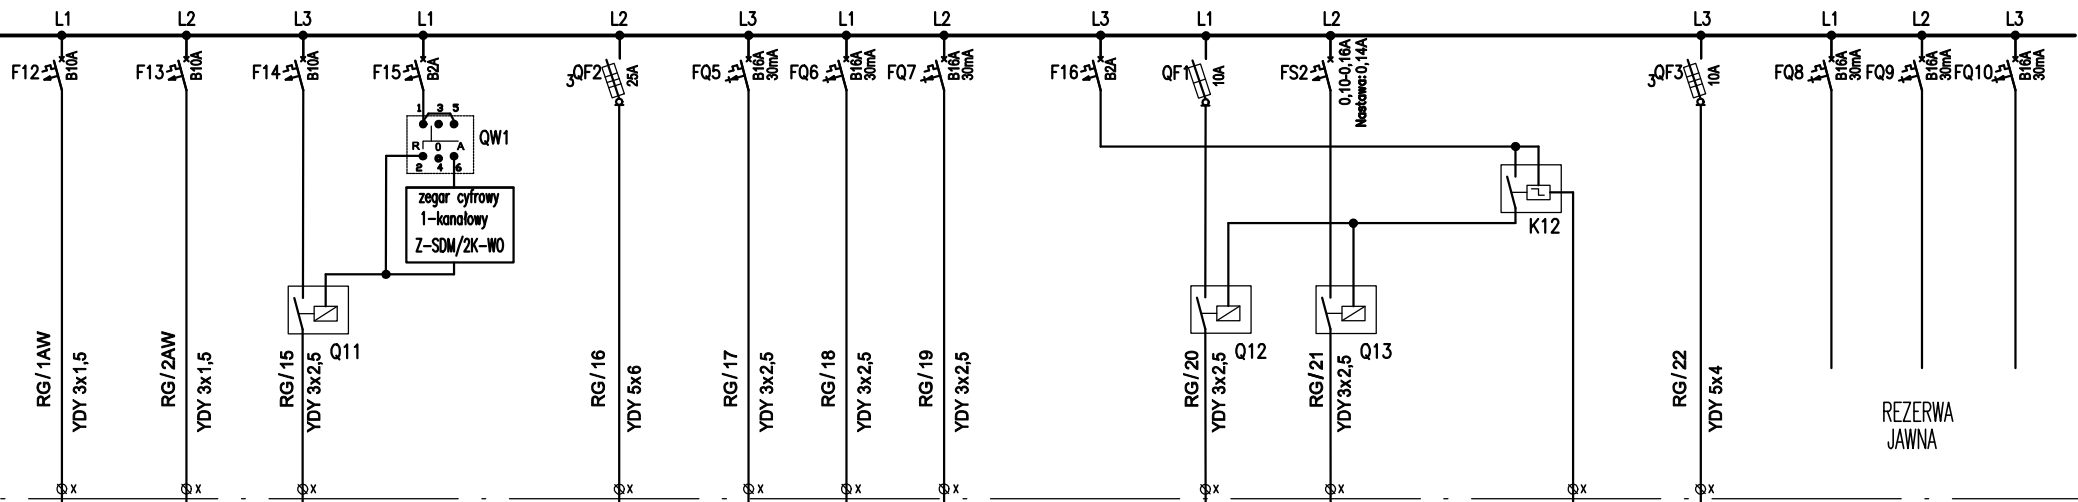 L1 L2 L3 L1 L2 L3 L1 L2 L3 L1 L2 L3 L1 L2 L3
F12 B10A
F13 B10A
F14 B10A
F15 B2A
3 QF2 25A
FQ5 B16A 30mA
FQ6 B16A 30mA
FQ7 B16A 30mA
F16 B2A
QF1 10A
FS2 0,10-0,16A
Nastawa:0,14A
3 QF3 10A
FQ8 B16A 30mA
FQ9 B16A 30mA
FQ10 B16A 30mA
1 3 5
QW1
R 0 A
2 4 6
zegar cyfrowy
1-kanałowy
Z-SDM/2K-WO
K12
Q11
Q12
Q13
RG/1AW
YDY 3x1,5
RG/2AW
YDY 3x1,5
RG/15
YDY 3x2,5
RG/16
YDY 5x6
RG/17
YDY 3x2,5
RG/18
YDY 3x2,5
RG/19
YDY 3x2,5
RG/20
YDY 3x2,5
RG/21
YDY3x2,5
RG/22
YDY 5x4
REZERWA
JAWNA
x x x x x x x x x x x